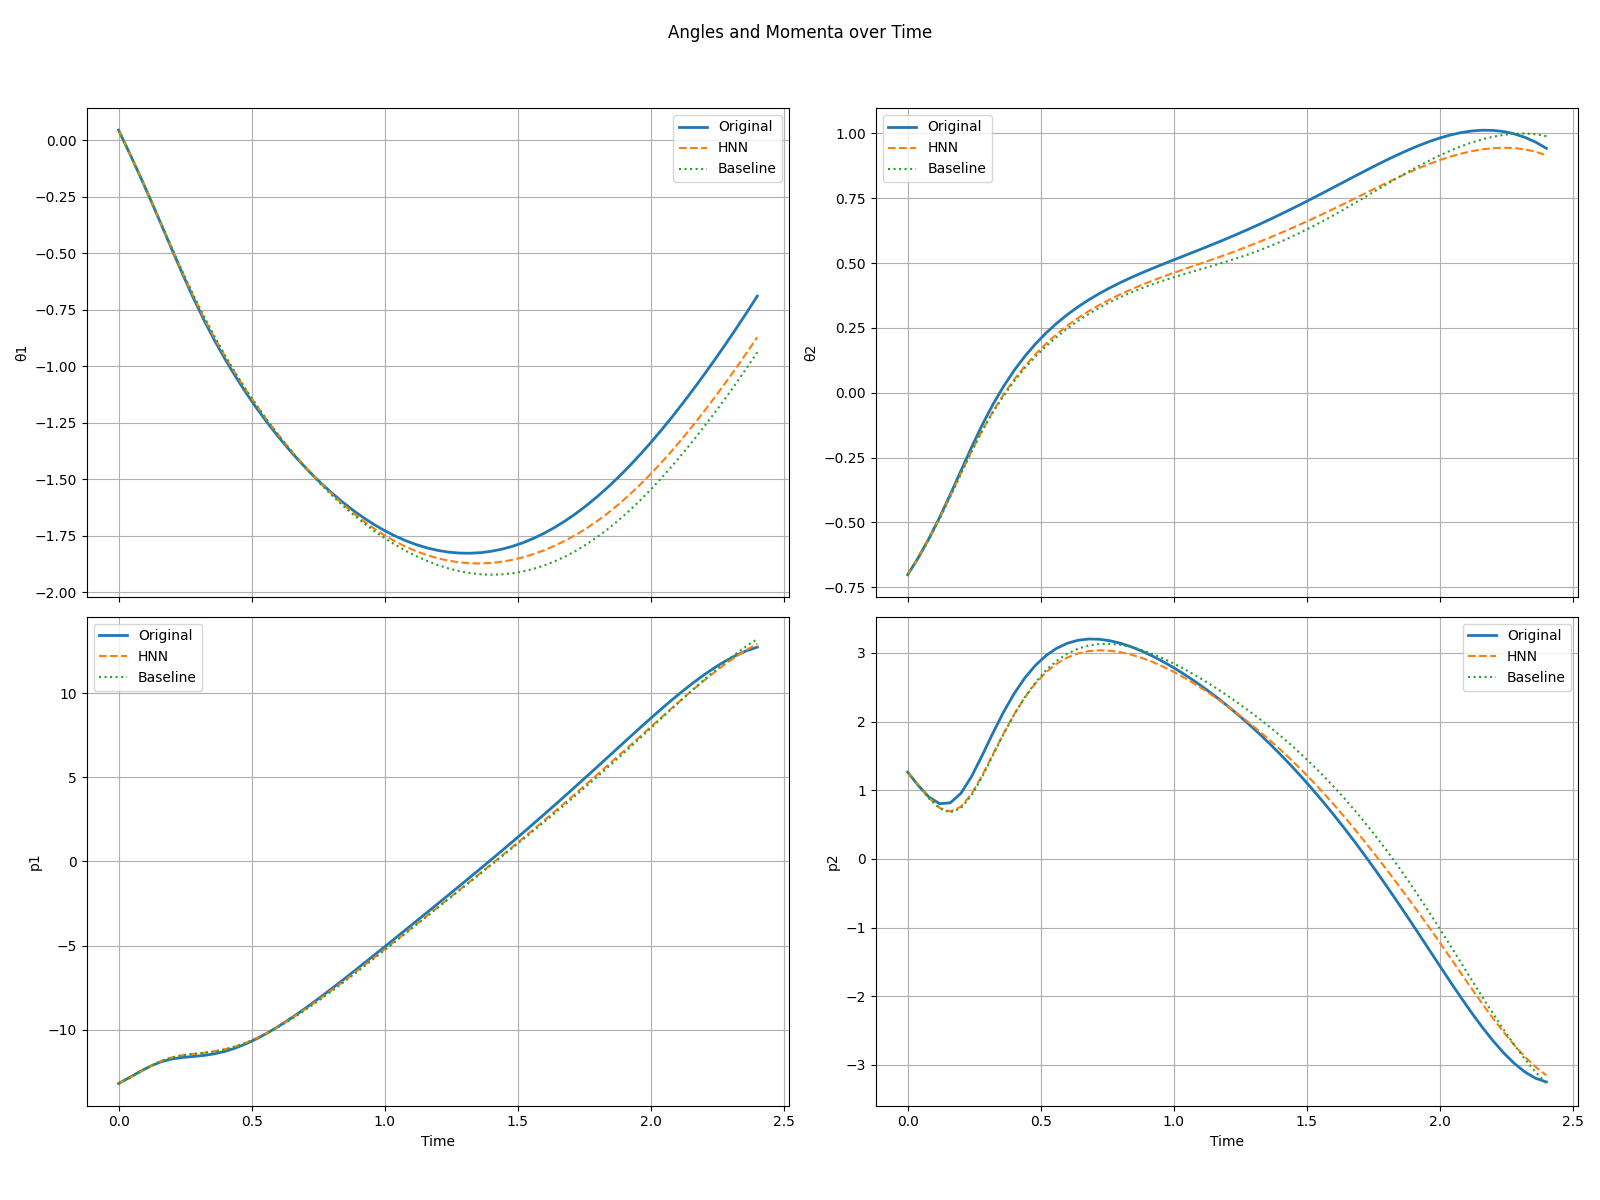 Angles and Momenta over Time
θ1
0.00
−0.25
−0.50
−0.75
−1.00
−1.25
−1.50
−1.75
−2.00
Original
HNN
Baseline
θ2
1.00
0.75
0.50
0.25
0.00
−0.25
−0.50
−0.75
Original
HNN
Baseline
p1
10
5
0
−5
−10
Original
HNN
Baseline
0.0 0.5 1.0 1.5 2.0 2.5
Time
p2
3
2
1
0
−1
−2
−3
Original
HNN
Baseline
0.0 0.5 1.0 1.5 2.0 2.5
Time